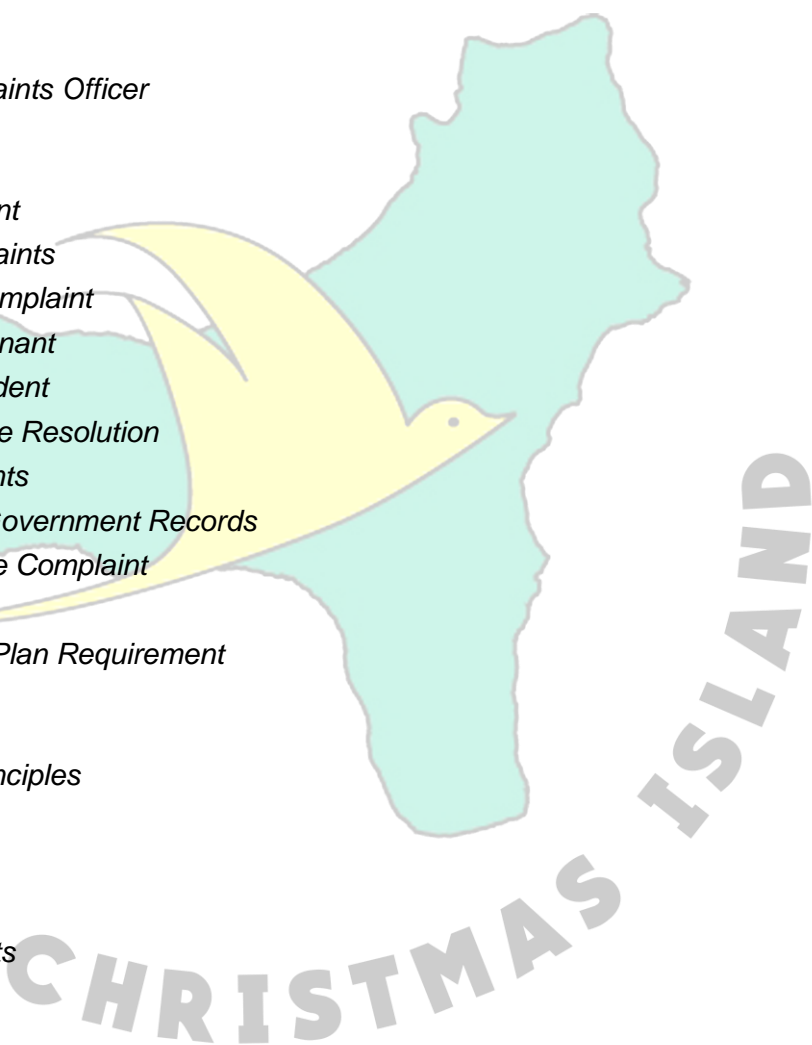 aints Officer
nt
aints
mplaint
nant
dent
e Resolution
nts
Government Records
e Complaint
Plan Requirement
nciples
ts
CHRISTMAS ISLAND